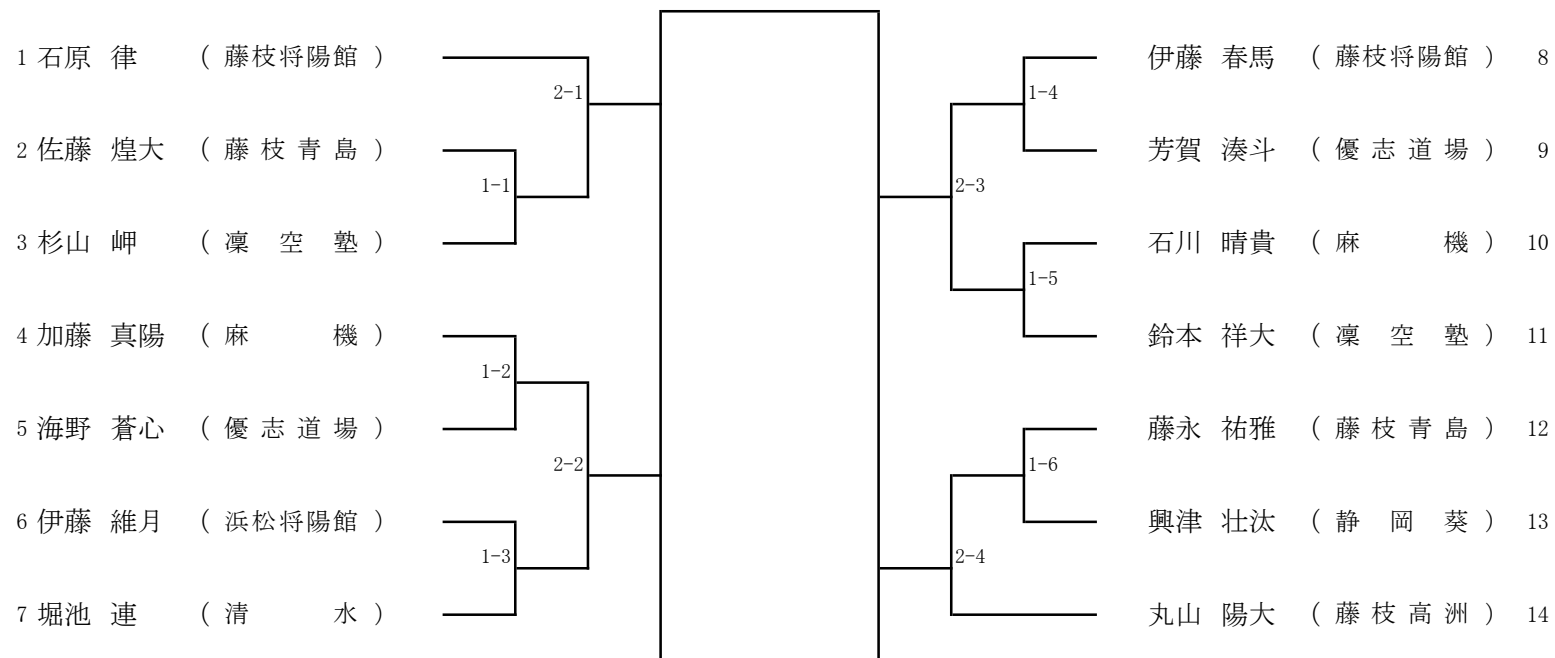 1 石原 律 ( 藤枝将陽館 )
2-1
2 佐藤 煌大 ( 藤枝青島 )
1-1
3 杉山 岬 ( 凜空塾 )
4 加藤 真陽 ( 麻機 )
1-2
5 海野 蒼心 ( 優志道場 )
2-2
6 伊藤 維月 ( 浜松将陽館 )
1-3
7 堀池 連 ( 清水 )
伊藤 春馬 ( 藤枝将陽館 ) 8
1-4
芳賀 湊斗 ( 優志道場 ) 9
2-3
石川 晴貴 ( 麻機 ) 10
1-5
鈴本 祥大 ( 凜空塾 ) 11
藤永 祐雅 ( 藤枝青島 ) 12
1-6
興津 壮汰 ( 静岡葵 ) 13
2-4
丸山 陽大 ( 藤枝高洲 ) 14